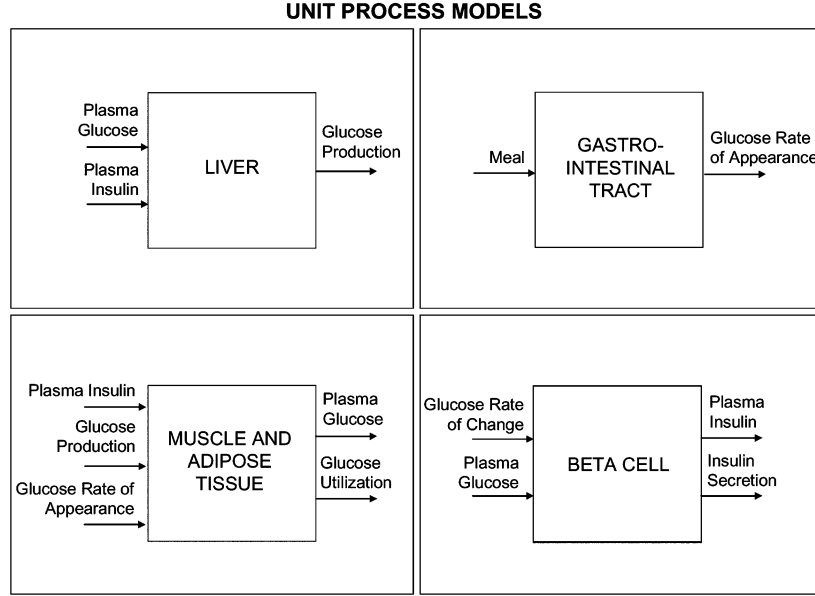 UNIT PROCESS MODELS
Plasma
Glucose
Plasma
Insulin
LIVER
Glucose
Production
Meal
GASTRO-
INTESTINAL
TRACT
Glucose Rate
of Appearance
Plasma Insulin
Glucose
Production
Glucose Rate of
Appearance
MUSCLE AND
ADIPOSE
TISSUE
Plasma
Glucose
Glucose
Utilization
Glucose Rate
of Change
Plasma
Glucose
BETA CELL
Plasma
Insulin
Insulin
Secretion